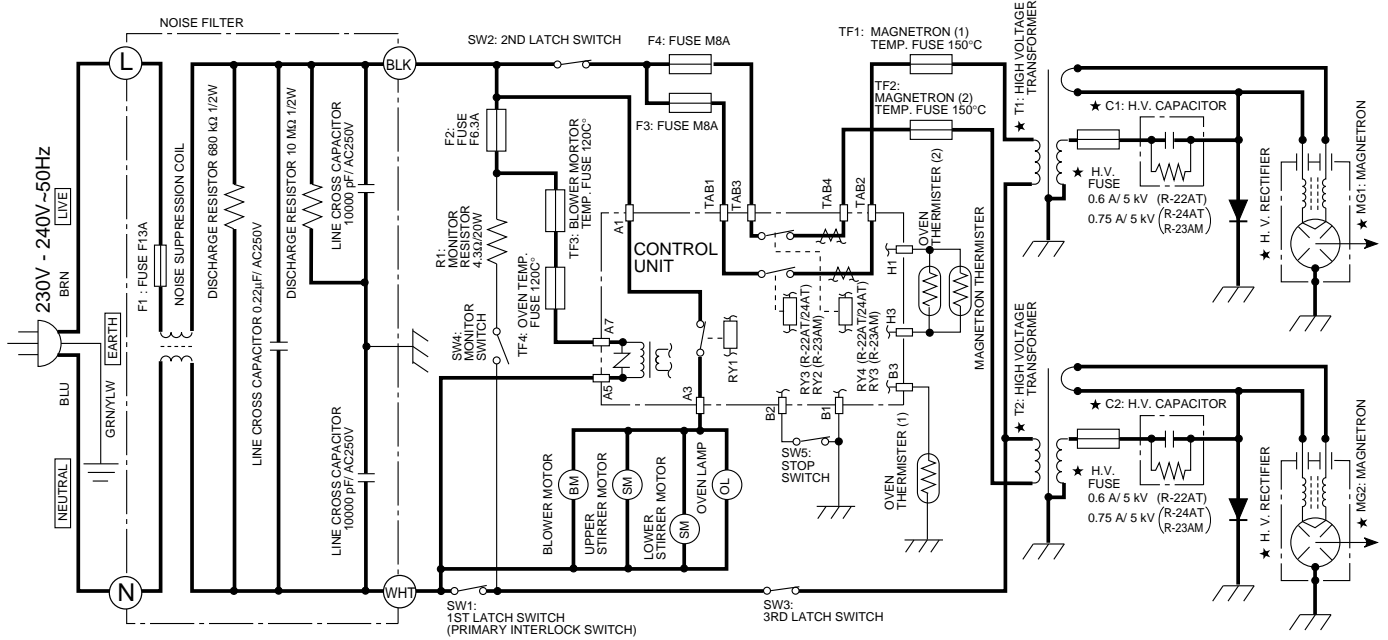 NOISE FILTER
L
BLK
230V - 240V~50Hz
LIVE
BRN
F1 : FUSE F13A
NOISE SUPPRESSION COIL
DISCHARGE RESISTOR 680 kΩ 1/2W
LINE CROSS CAPACITOR 0.22µF/ AC250V
DISCHARGE RESISTOR 10 MΩ 1/2W
LINE CROSS CAPACITOR
10000 pF/ AC250V
EARTH
GRN/YLW
BLU
NEUTRAL
LINE CROSS CAPACITOR
10000 pF/ AC250V
N
WHT
SW2: 2ND LATCH SWITCH
F4: FUSE M8A
F3: FUSE M8A
F2:
FUSE
F6.3A
R1:
MONITOR
RESISTOR
4.3Ω/20W
SW4:
MONITOR
SWITCH
TF3: BLOWER MORTOR
TEMP. FUSE 120C°
TF4: OVEN TEMP.
FUSE 120C°
TF1: MAGNETRON (1)
TEMP. FUSE 150°C
TF2:
MAGNETRON (2)
TEMP. FUSE 150°C
A1
TAB1
TAB3
TAB4
TAB2
CONTROL
UNIT
A7
A5
A3
RY1
RY3 (R-22AT/24AT)
RY2 (R-23AM)
RY4 (R-22AT/24AT)
RY3 (R-23AM)
H1
H3
B3
B2
B1
OVEN
THERMISTER (2)
MAGNETRON THERMISTER
SW5:
STOP
SWITCH
OVEN
THERMISTER (1)
BLOWER MOTOR
BM
UPPER
STIRRER MOTOR
SM
LOWER
STIRRER MOTOR
SM
OVEN LAMP
OL
SW1:
1ST LATCH SWITCH
(PRIMARY INTERLOCK SWITCH)
SW3:
3RD LATCH SWITCH
★ T1: HIGH VOLTAGE
TRANSFORMER
★ C1: H.V. CAPACITOR
★ H.V.
FUSE
0.6 A/ 5 kV (R-22AT)
0.75 A/ 5 kV (R-24AT
R-23AM)
★ H. V. RECTIFIER
★ MG1: MAGNETRON
★ T2: HIGH VOLTAGE
TRANSFORMER
★ C2: H.V. CAPACITOR
★ H.V.
FUSE
0.6 A/ 5 kV (R-22AT)
0.75 A/ 5 kV (R-24AT
R-23AM)
★ H. V. RECTIFIER
★ MG2: MAGNETRON